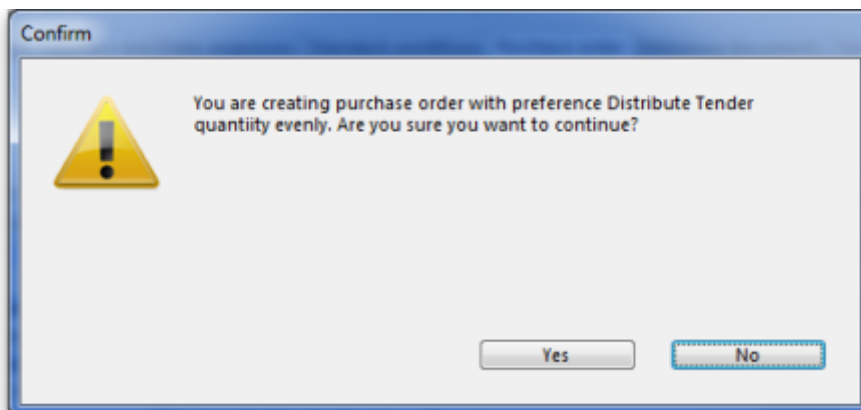 Confirm
You are creating purchase order with preference Distribute Tender
quantiity evenly. Are you sure you want to continue?
Yes
No